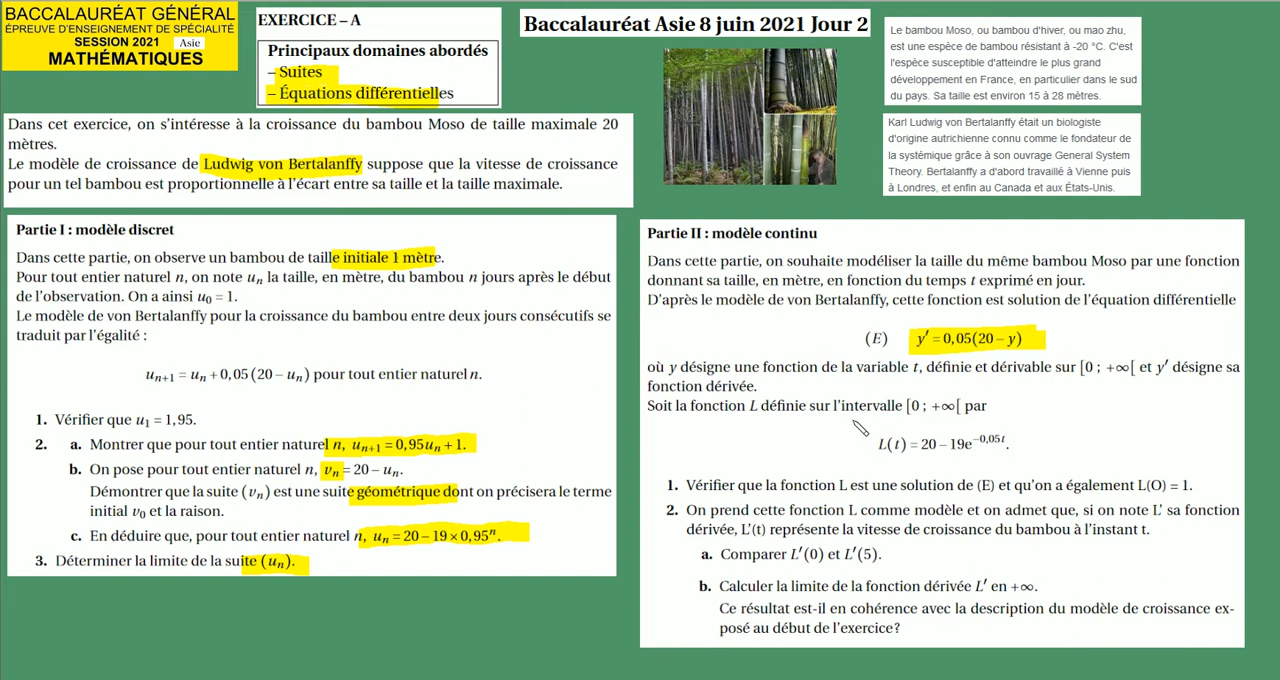 BACCALAURÉAT GÉNÉRAL
ÉPREUVE D'ENSEIGNEMENT DE SPÉCIALITÉ
SESSION 2021 Asie
MATHÉMATIQUES
EXERCICE – A
Principaux domaines abordés
– Suites
– Équations différentielles
Baccalauréat Asie 8 juin 2021 Jour 2
Le bambou Moso, ou bambou d'hiver, ou mao zhu,
est une espèce de bambou résistant à -20 °C. C'est
l'espèce susceptible d'atteindre le plus grand
développement en France, en particulier dans le sud
du pays. Sa taille est environ 15 à 28 mètres.
Karl Ludwig von Bertalanffy était un biologiste
d'origine autrichienne connu comme le fondateur de
la systémique grâce à son ouvrage General System
Theory. Bertalanffy a d'abord travaillé à Vienne puis
à Londres, et enfin au Canada et aux États-Unis.
Dans cet exercice, on s'intéresse à la croissance du bambou Moso de taille maximale 20
mètres.
Le modèle de croissance de Ludwig von Bertalanffy suppose que la vitesse de croissance
pour un tel bambou est proportionnelle à l'écart entre sa taille et la taille maximale.
Partie I : modèle discret
Dans cette partie, on observe un bambou de taille initiale 1 mètre.
Pour tout entier naturel n, on note uₙ la taille, en mètre, du bambou n jours après le début
de l'observation. On a ainsi u₀ = 1.
Le modèle de von Bertalanffy pour la croissance du bambou entre deux jours consécutifs se
traduit par l'égalité :
uₙ₊₁ = uₙ + 0,05 (20 – uₙ) pour tout entier naturel n.
1. Vérifier que u₁ = 1,95.
2. a. Montrer que pour tout entier naturel n, uₙ₊₁ = 0,95uₙ + 1.
b. On pose pour tout entier naturel n, vₙ = 20 – uₙ.
Démontrer que la suite (vₙ) est une suite géométrique dont on précisera le terme
initial v₀ et la raison.
c. En déduire que, pour tout entier naturel n, uₙ = 20 – 19 × 0,95ⁿ.
3. Déterminer la limite de la suite (uₙ).
Partie II : modèle continu
Dans cette partie, on souhaite modéliser la taille du même bambou Moso par une fonction
donnant sa taille, en mètre, en fonction du temps t exprimé en jour.
D'après le modèle de von Bertalanffy, cette fonction est solution de l'équation différentielle
(E) y′ = 0,05(20 – y)
où y désigne une fonction de la variable t, définie et dérivable sur [0 ; +∞[ et y′ désigne sa
fonction dérivée.
Soit la fonction L définie sur l'intervalle [0 ; +∞[ par
L(t) = 20 – 19e^{–0,05t}.
1. Vérifier que la fonction L est une solution de (E) et qu'on a également L(O) = 1.
2. On prend cette fonction L comme modèle et on admet que, si on note L' sa fonction
dérivée, L'(t) représente la vitesse de croissance du bambou à l'instant t.
a. Comparer L′(0) et L′(5).
b. Calculer la limite de la fonction dérivée L′ en +∞.
Ce résultat est-il en cohérence avec la description du modèle de croissance ex-
posé au début de l'exercice ?